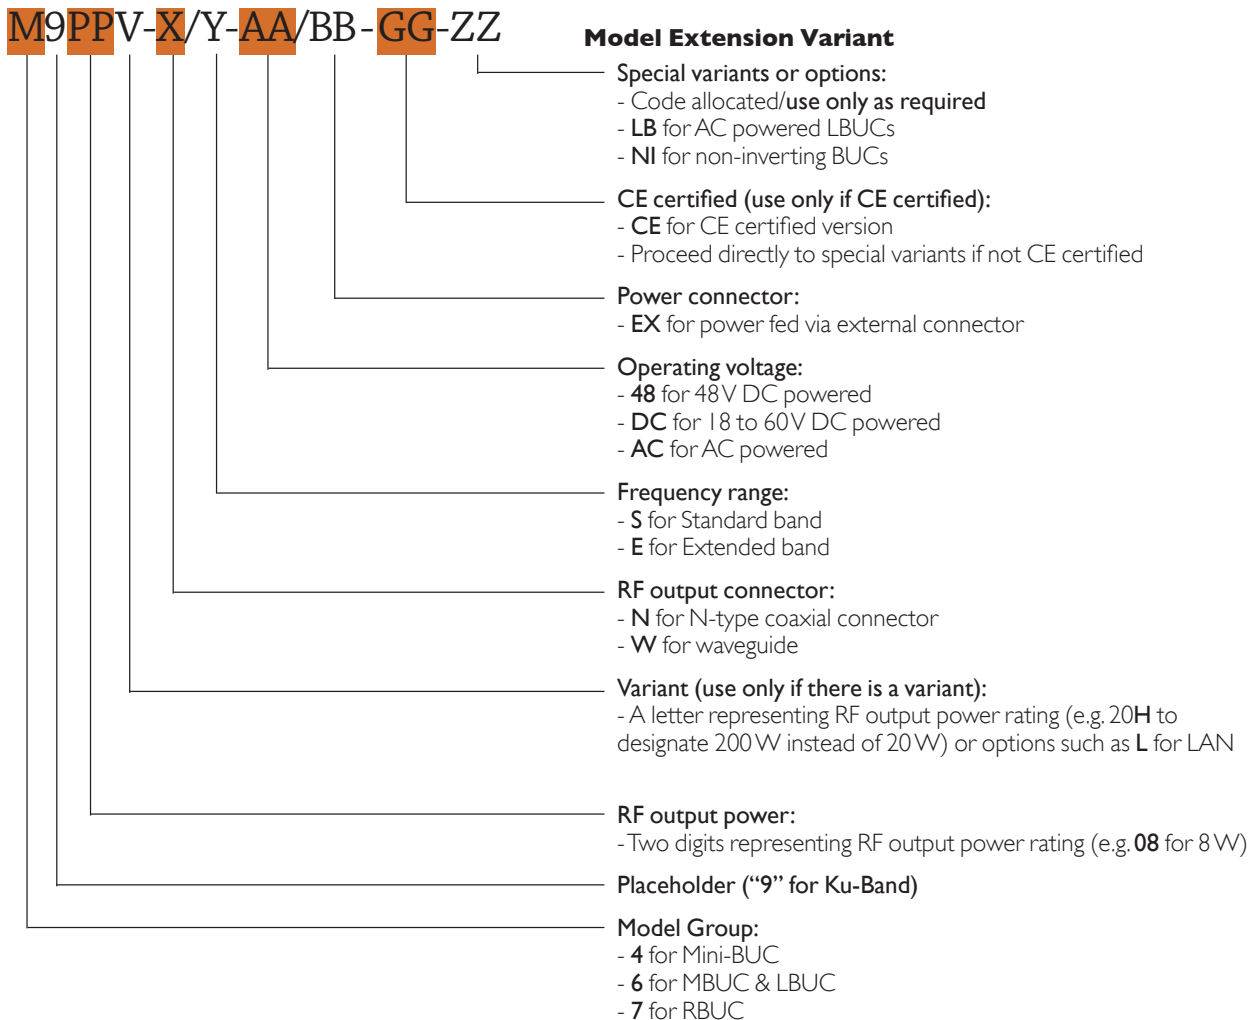 M9PPV-X/Y-AA/BB-GG-ZZ
Model Extension Variant
Special variants or options:
- Code allocated/use only as required
- LB for AC powered LBUCs
- NI for non-inverting BUCs
CE certified (use only if CE certified):
- CE for CE certified version
- Proceed directly to special variants if not CE certified
Power connector:
- EX for power fed via external connector
Operating voltage:
- 48 for 48V DC powered
- DC for 18 to 60V DC powered
- AC for AC powered
Frequency range:
- S for Standard band
- E for Extended band
RF output connector:
- N for N-type coaxial connector
- W for waveguide
Variant (use only if there is a variant):
- A letter representing RF output power rating (e.g. 20H to
designate 200 W instead of 20 W) or options such as L for LAN
RF output power:
- Two digits representing RF output power rating (e.g. 08 for 8 W)
Placeholder (“9” for Ku-Band)
Model Group:
- 4 for Mini-BUC
- 6 for MBUC & LBUC
- 7 for RBUC